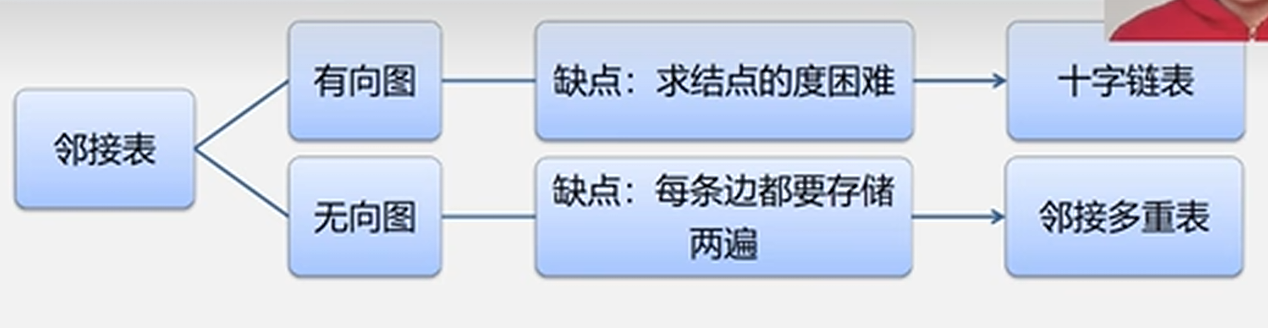 邻接表
有向图
缺点：求结点的度困难
十字链表
无向图
缺点：每条边都要存储
两遍
邻接多重表